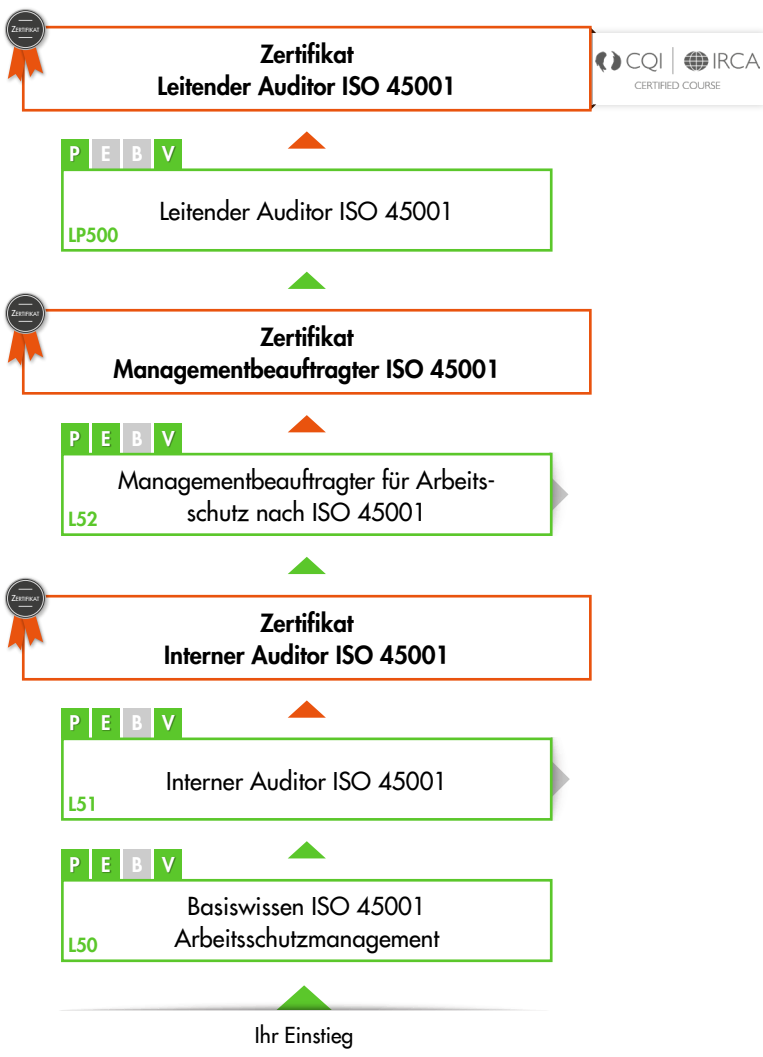 ZERTIFIKAT
Zertifikat
Leitender Auditor ISO 45001
CQI IRCA
CERTIFIED COURSE
P E B V
Leitender Auditor ISO 45001
LP500
ZERTIFIKAT
Zertifikat
Managementbeauftragter ISO 45001
P E B V
Managementbeauftragter für Arbeits-
schutz nach ISO 45001
L52
ZERTIFIKAT
Zertifikat
Interner Auditor ISO 45001
P E B V
Interner Auditor ISO 45001
L51
P E B V
Basiswissen ISO 45001
Arbeitsschutzmanagement
L50
Ihr Einstieg